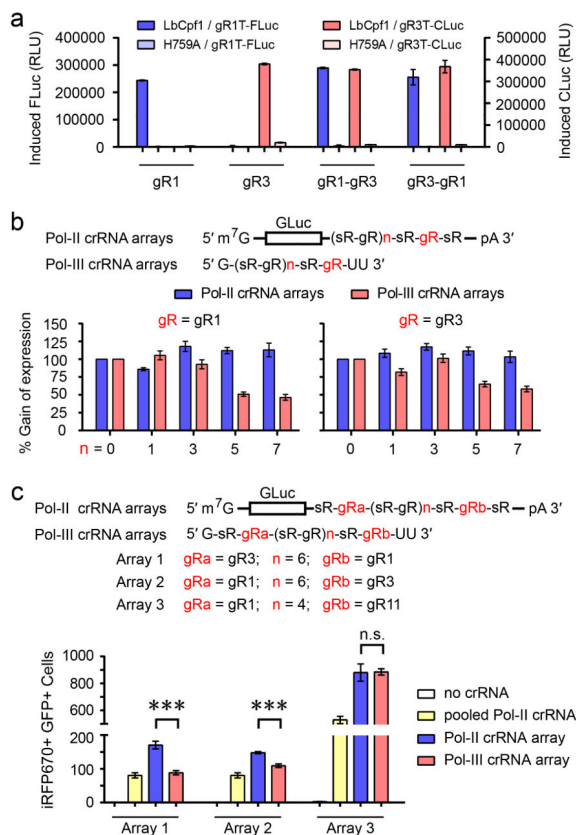 a
LbCpf1 / gR1T-FLuc
LbCpf1 / gR3T-CLuc
H759A / gR1T-FLuc
H759A / gR3T-CLuc
Induced FLuc (RLU)
400000
300000
200000
100000
0
500000
400000
300000
200000
100000
0
Induced CLuc (RLU)
gR1
gR3
gR1-gR3
gR3-gR1
b
GLuc
Pol-II crRNA arrays 5′ m7G (sR-gR)n-sR-gR-sR pA 3′
Pol-III crRNA arrays 5′ G-(sR-gR)n-sR-gR-UU 3′
Pol-II crRNA arrays
Pol-III crRNA arrays
gR = gR1
gR = gR3
% Gain of expression
125
100
75
50
25
0
n = 0 1 3 5 7
0 1 3 5 7
c
GLuc
Pol-II crRNA arrays 5′ m7G sR-gRa-(sR-gR)n-sR-gRb-sR pA 3′
Pol-III crRNA arrays 5′ G-sR-gRa-(sR-gR)n-sR-gRb-UU 3′
Array 1 gRa = gR3; n = 6; gRb = gR1
Array 2 gRa = gR1; n = 6; gRb = gR3
Array 3 gRa = gR1; n = 4; gRb = gR11
iRFP670+ GFP+ Cells
1000
800
600
400
200
100
0
***
***
n.s.
no crRNA
pooled Pol-II crRNA
Pol-II crRNA array
Pol-III crRNA array
Array 1
Array 2
Array 3